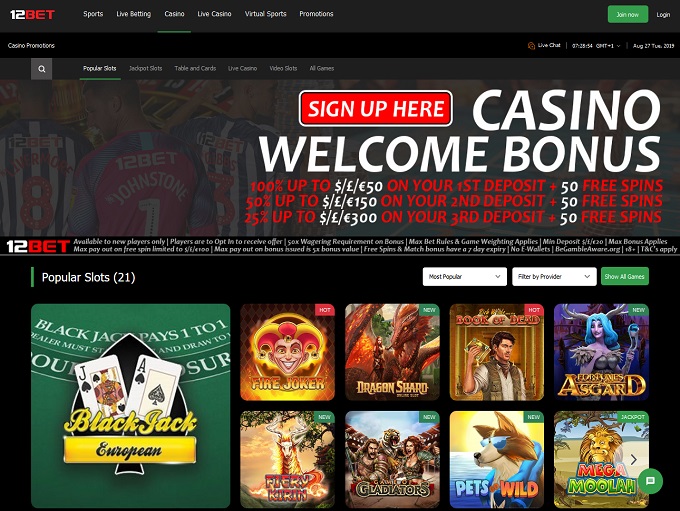 12BET
Sports Live Betting Casino Live Casino Virtual Sports Promotions
Join now Login
Casino Promotions
Live Chat | 07:28:54 GMT+1 | Aug 27 Tue, 2019
Popular Slots Jackpot Slots Table and Cards Live Casino Video Slots All Games
12BET
8
12BET
JOHNSTONE
12BET
3
SIGN UP HERE
CASINO
WELCOME BONUS
100% UP TO $/£/€50 ON YOUR 1ST DEPOSIT + 50 FREE SPINS
50% UP TO $/£/€150 ON YOUR 2ND DEPOSIT + 50 FREE SPINS
25% UP TO $/£/€300 ON YOUR 3RD DEPOSIT + 50 FREE SPINS
12BET
Available to new players only | Players are to Opt In to receive offer | 50x Wagering Requirement on Bonus | Max Bet Rules & Game Weighting Applies | Min Deposit $/£/€20 | Max Bonus Applies
Max pay out on free spin limited to $/£/€100 | Max pay out on bonus issued is 5x bonus value | Free Spins & Match bonus have a 7 day expiry | No E-Wallets | BeGambleAware.org | 18+ | T&C's apply
Popular Slots (21)
Most Popular
Filter by Provider
Show All Games
BLACK JACK PAYS 1 TO 1
DEALER MUST AND DRAW TO
J
A
BlackJack
European
HOT
FIRE JOKER
NEW
DRAGON SHARD
ONLINE SLOT
HOT
BOOK OF DEAD
NEW
FORTUNES OF
ASGARD
NEW
FIERY
KIRIN
NEW
GAME OF
GLADIATORS
NEW
PETS WILD
JACKPOT
MEGA
MOOLAH